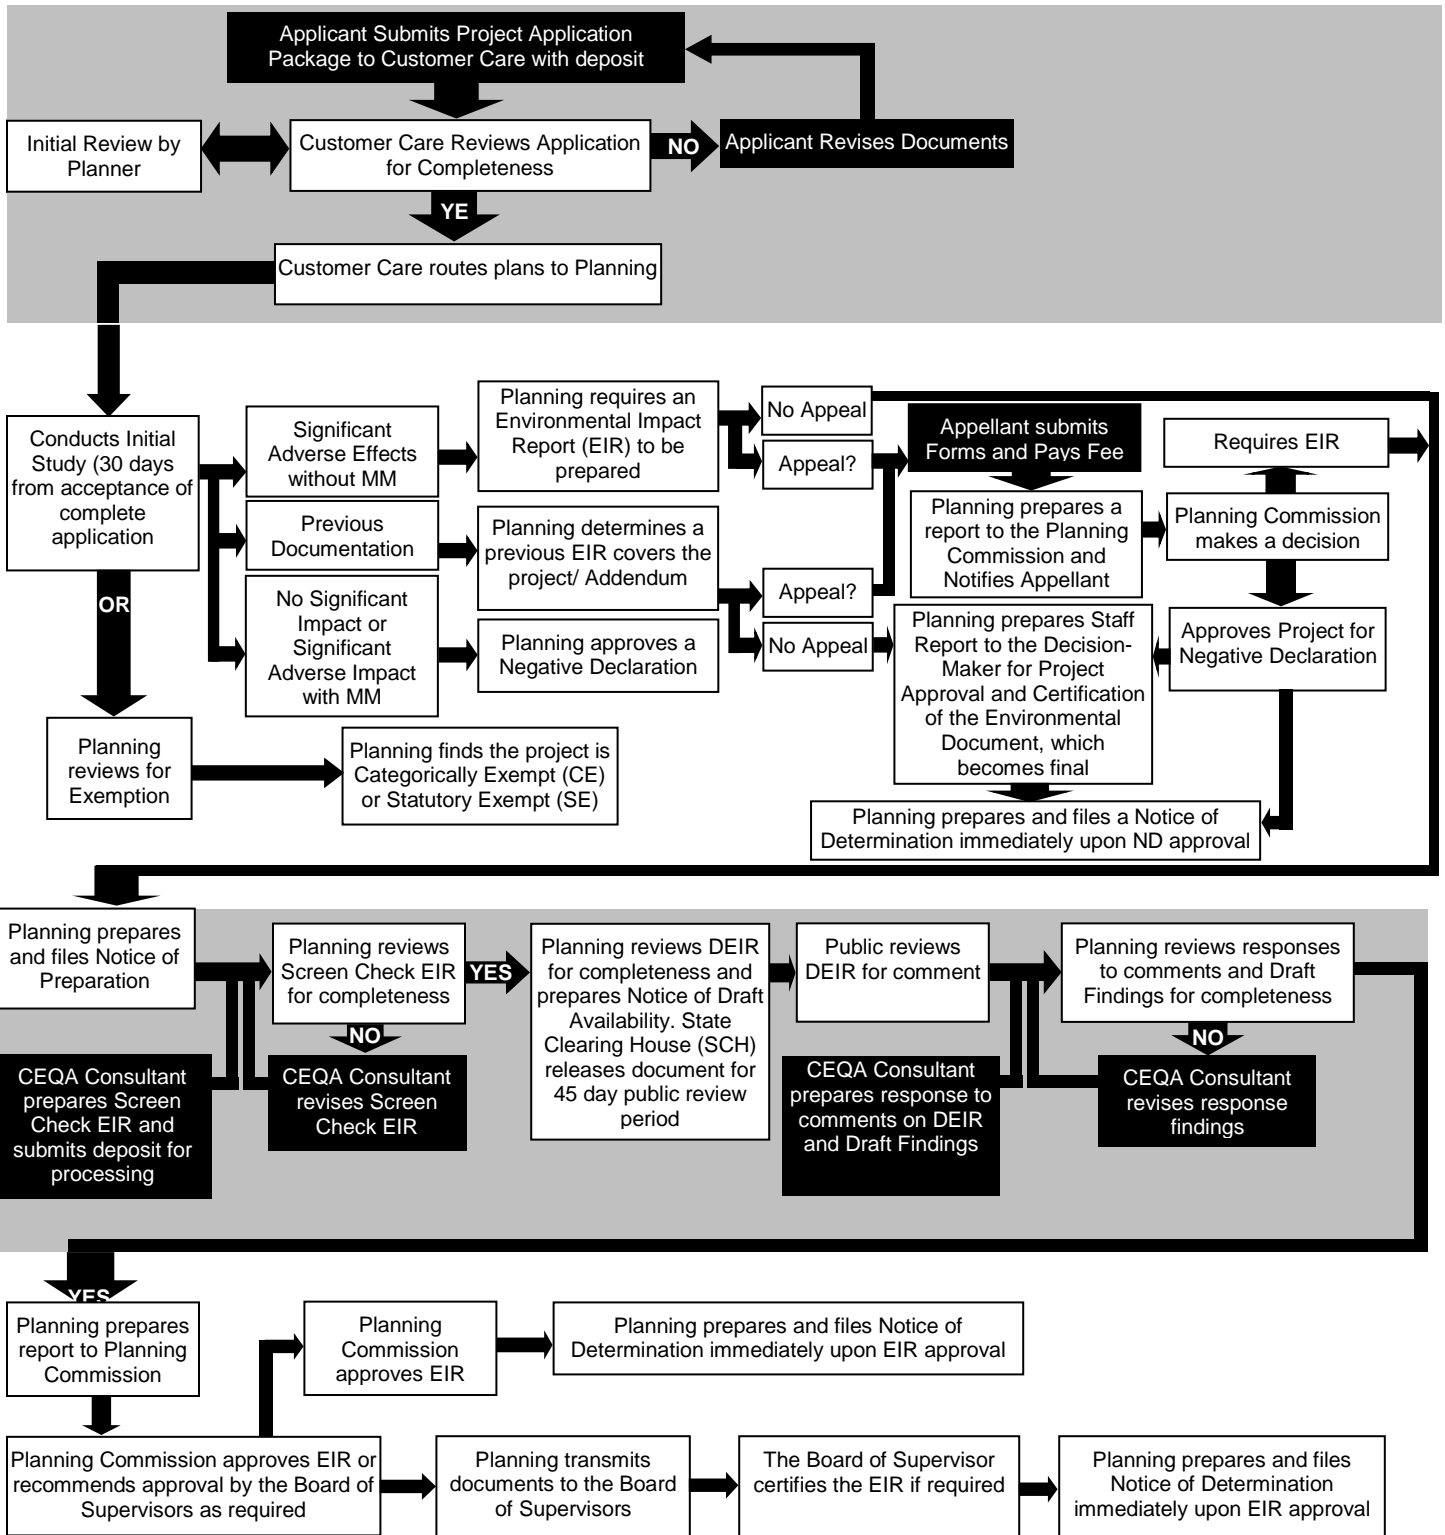 Applicant Submits Project Application
Package to Customer Care with deposit
Initial Review by
Planner
Customer Care Reviews Application
for Completeness
NO
Applicant Revises Documents
YE
Customer Care routes plans to Planning
Conducts Initial
Study (30 days
from acceptance of
complete
application
Significant
Adverse Effects
without MM
Planning requires an
Environmental Impact
Report (EIR) to be
prepared
No Appeal
Appeal?
Appellant submits
Forms and Pays Fee
Requires EIR
Previous
Documentation
Planning determines a
previous EIR covers the
project/ Addendum
Planning prepares a
report to the Planning
Commission and
Notifies Appellant
Planning Commission
makes a decision
OR
No Significant
Impact or
Significant
Adverse Impact
with MM
Planning approves a
Negative Declaration
Appeal?
No Appeal
Planning prepares Staff
Report to the Decision-
Maker for Project
Approval and Certification
of the Environmental
Document, which
becomes final
Approves Project for
Negative Declaration
Planning
reviews for
Exemption
Planning finds the project is
Categorically Exempt (CE)
or Statutory Exempt (SE)
Planning prepares and files a Notice of
Determination immediately upon ND approval
Planning prepares
and files Notice of
Preparation
Planning reviews
Screen Check EIR
for completeness
YES
Planning reviews DEIR
for completeness and
prepares Notice of Draft
Availability. State
Clearing House (SCH)
releases document for
45 day public review
period
Public reviews
DEIR for comment
Planning reviews responses
to comments and Draft
Findings for completeness
NO
NO
CEQA Consultant
prepares Screen
Check EIR and
submits deposit for
processing
CEQA Consultant
revises Screen
Check EIR
CEQA Consultant
prepares response to
comments on DEIR
and Draft Findings
CEQA Consultant
revises response
findings
YES
Planning prepares
report to Planning
Commission
Planning
Commission
approves EIR
Planning prepares and files Notice of
Determination immediately upon EIR approval
Planning Commission approves EIR or
recommends approval by the Board of
Supervisors as required
Planning transmits
documents to the Board
of Supervisors
The Board of Supervisor
certifies the EIR if required
Planning prepares and files
Notice of Determination
immediately upon EIR approval